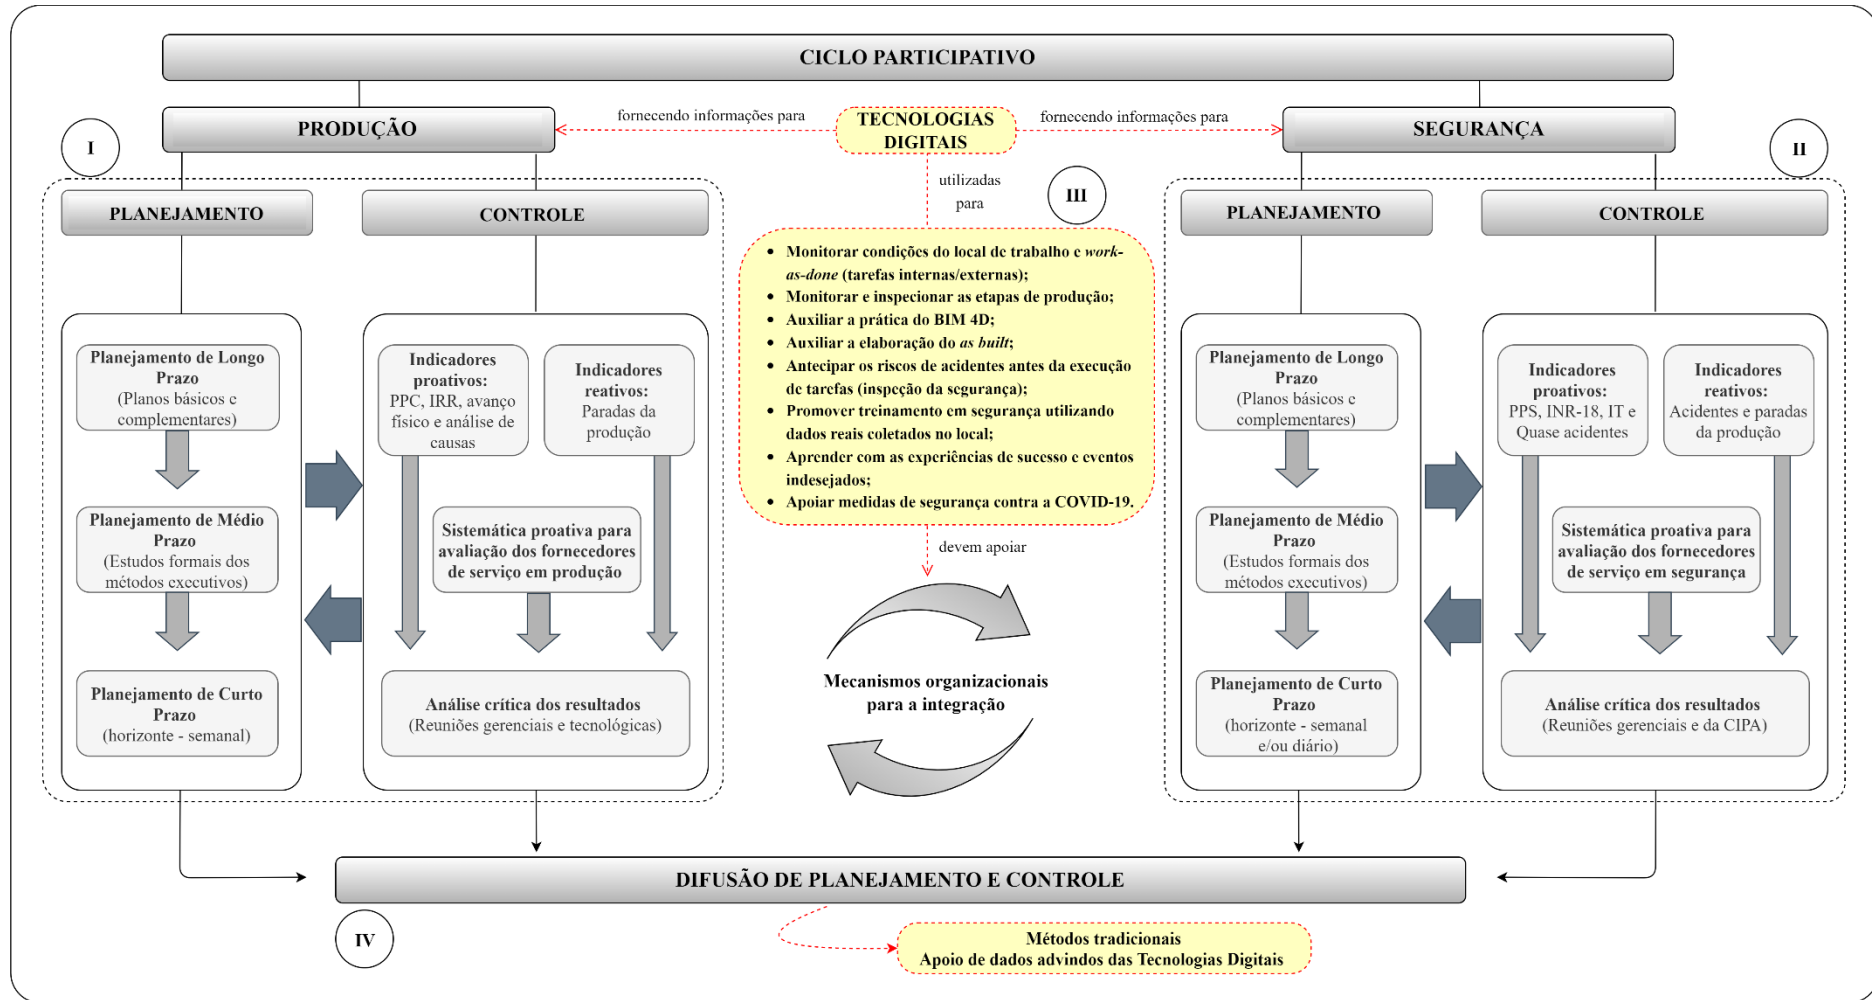 CICLO PARTICIPATIVO
PRODUÇÃO
fornecendo informações para
TECNOLOGIAS
DIGITAIS
fornecendo informações para
SEGURANÇA
I
II
III
utilizadas
para
PLANEJAMENTO
CONTROLE
PLANEJAMENTO
CONTROLE
Planejamento de Longo
Prazo
(Planos básicos e
complementares)
Planejamento de Médio
Prazo
(Estudos formais dos
métodos executivos)
Planejamento de Curto
Prazo
(horizonte - semanal)
Indicadores
proativos:
PPC, IRR, avanço
físico e análise de
causas
Indicadores
reativos:
Paradas da
produção
Sistemática proativa para
avaliação dos fornecedores
de serviço em produção
Análise crítica dos resultados
(Reuniões gerenciais e tecnológicas)
• Monitorar condições do local de trabalho e work-
as-done (tarefas internas/externas);
• Monitorar e inspecionar as etapas de produção;
• Auxiliar a prática do BIM 4D;
• Auxiliar a elaboração do as built;
• Antecipar os riscos de acidentes antes da execução
de tarefas (inspeção da segurança);
• Promover treinamento em segurança utilizando
dados reais coletados no local;
• Aprender com as experiências de sucesso e eventos
indesejados;
• Apoiar medidas de segurança contra a COVID-19.
devem apoiar
Mecanismos organizacionais
para a integração
Planejamento de Longo
Prazo
(Planos básicos e
complementares)
Planejamento de Médio
Prazo
(Estudos formais dos
métodos executivos)
Planejamento de Curto
Prazo
(horizonte - semanal
e/ou diário)
Indicadores
proativos:
PPS, INR-18, IT e
Quase acidentes
Indicadores
reativos:
Acidentes e paradas
da produção
Sistemática proativa para
avaliação dos fornecedores
de serviço em segurança
Análise crítica dos resultados
(Reuniões gerenciais e da CIPA)
DIFUSÃO DE PLANEJAMENTO E CONTROLE
IV
Métodos tradicionais
Apoio de dados advindos das Tecnologias Digitais